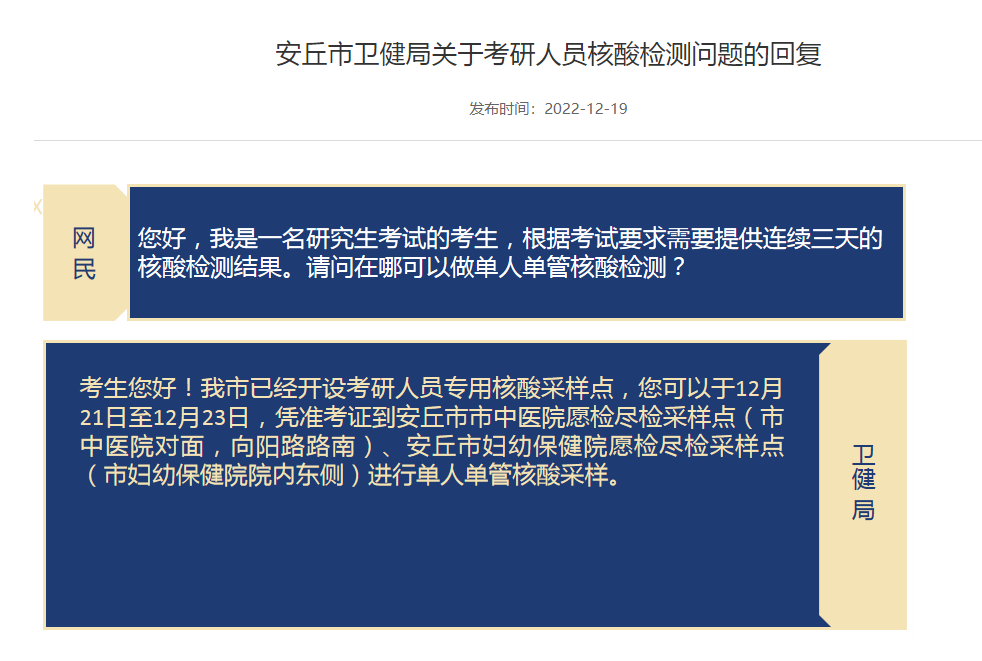 安丘市卫健局关于考研人员核酸检测问题的回复
发布时间：2022-12-19
网
民
您好，我是一名研究生考试的考生，根据考试要求需要提供连续三天的
核酸检测结果。请问在哪可以做单人单管核酸检测？
考生您好！我市已经开设考研人员专用核酸采样点，您可以于12月
21日至12月23日，凭准考证到安丘市市中医院愿检尽检采样点（市
中医院对面，向阳路路南）、安丘市妇幼保健院愿检尽检采样点
（市妇幼保健院院内东侧）进行单人单管核酸采样。
卫
健
局